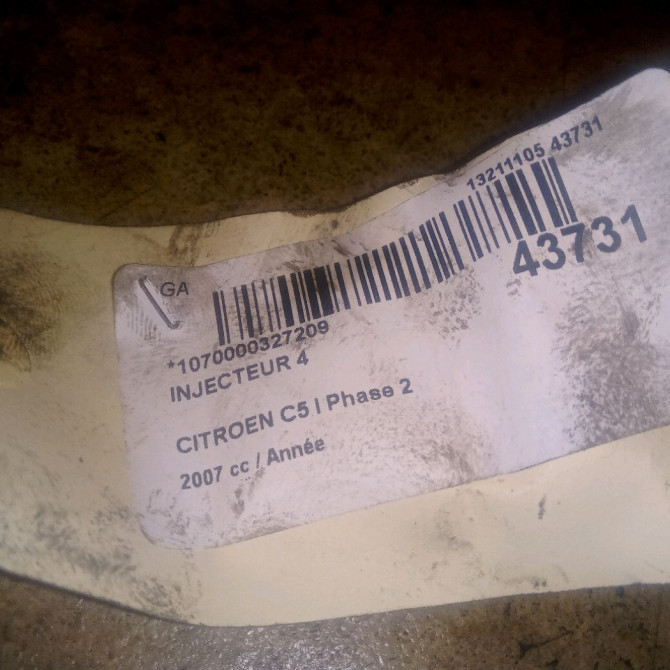 13211105 43731
GA
43731
*1070000327209
INJECTEUR 4
CITROEN C5 I Phase 2
2007 cc / Année